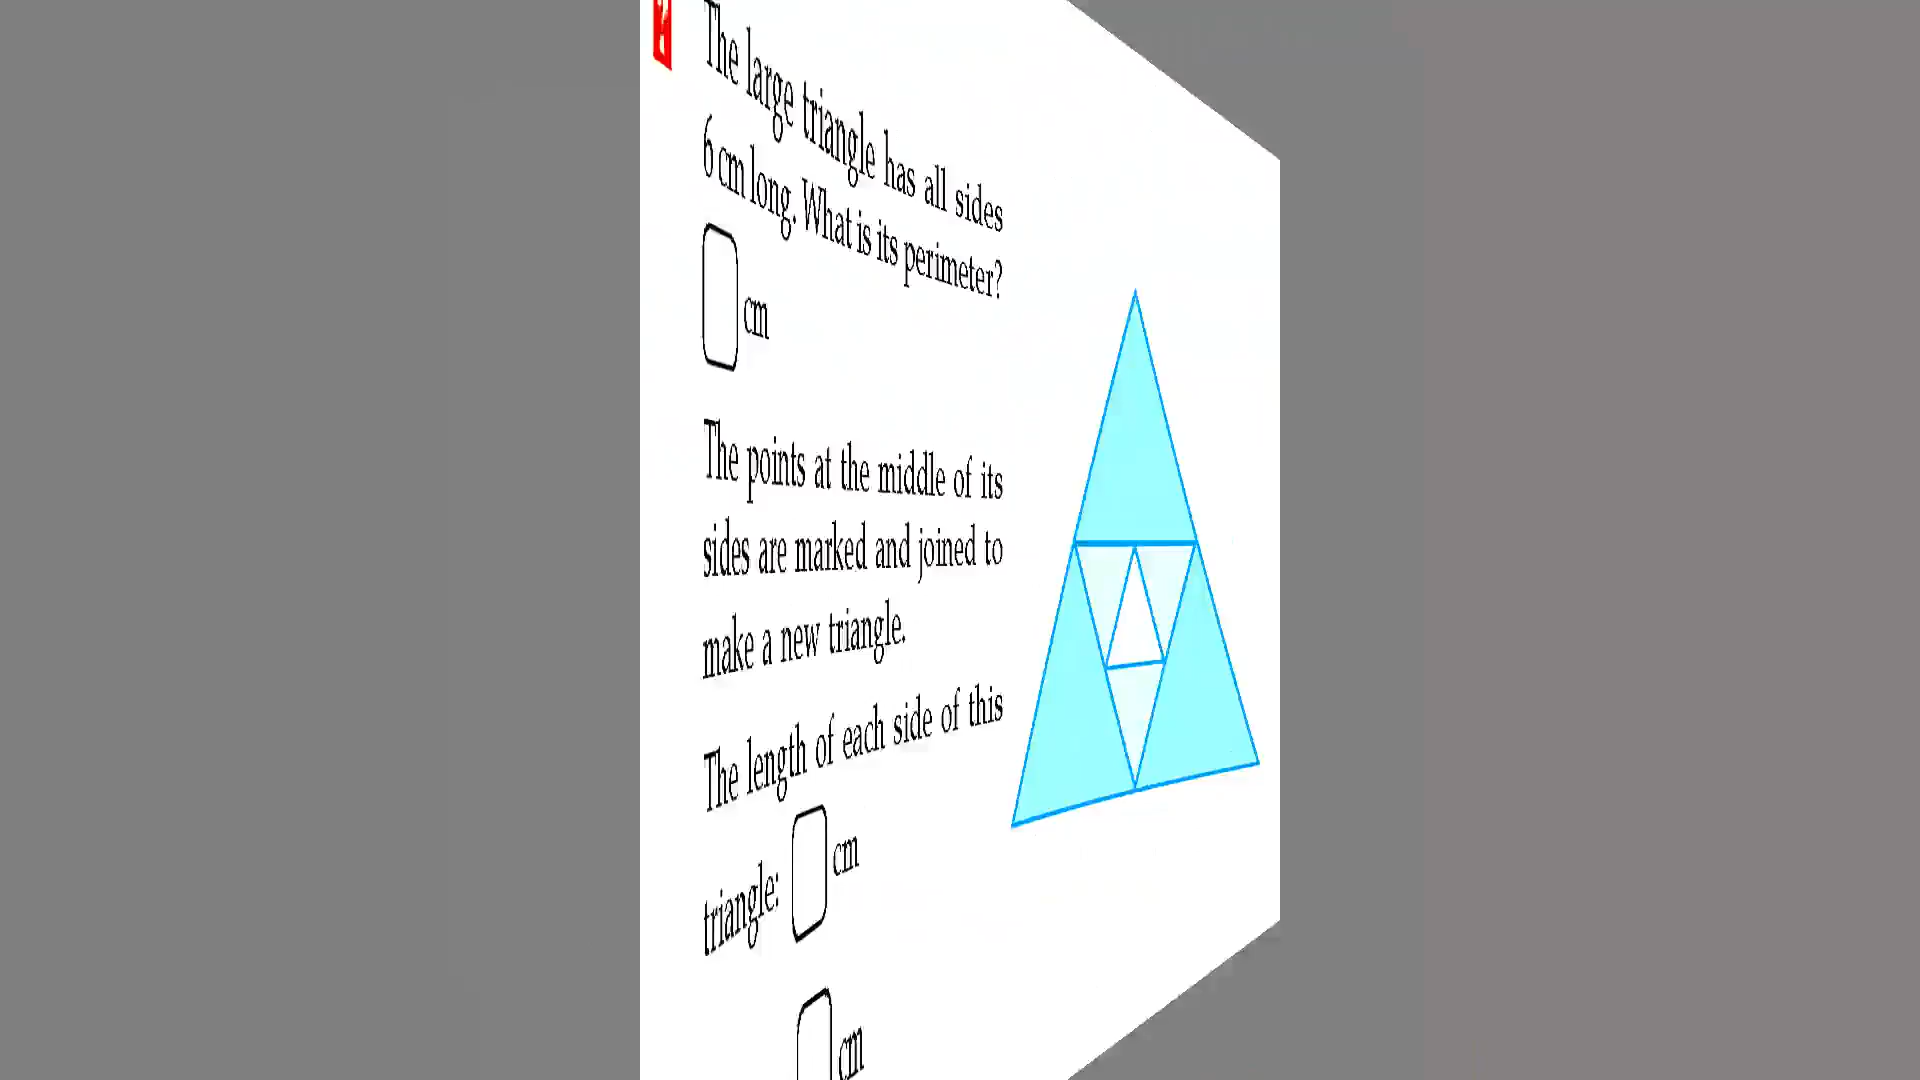 The large triangle has all sides
6 cm long. What is its perimeter?
cm
The points at the middle of its
sides are marked and joined to
make a new triangle.
The length of each side of this
triangle: cm
cm